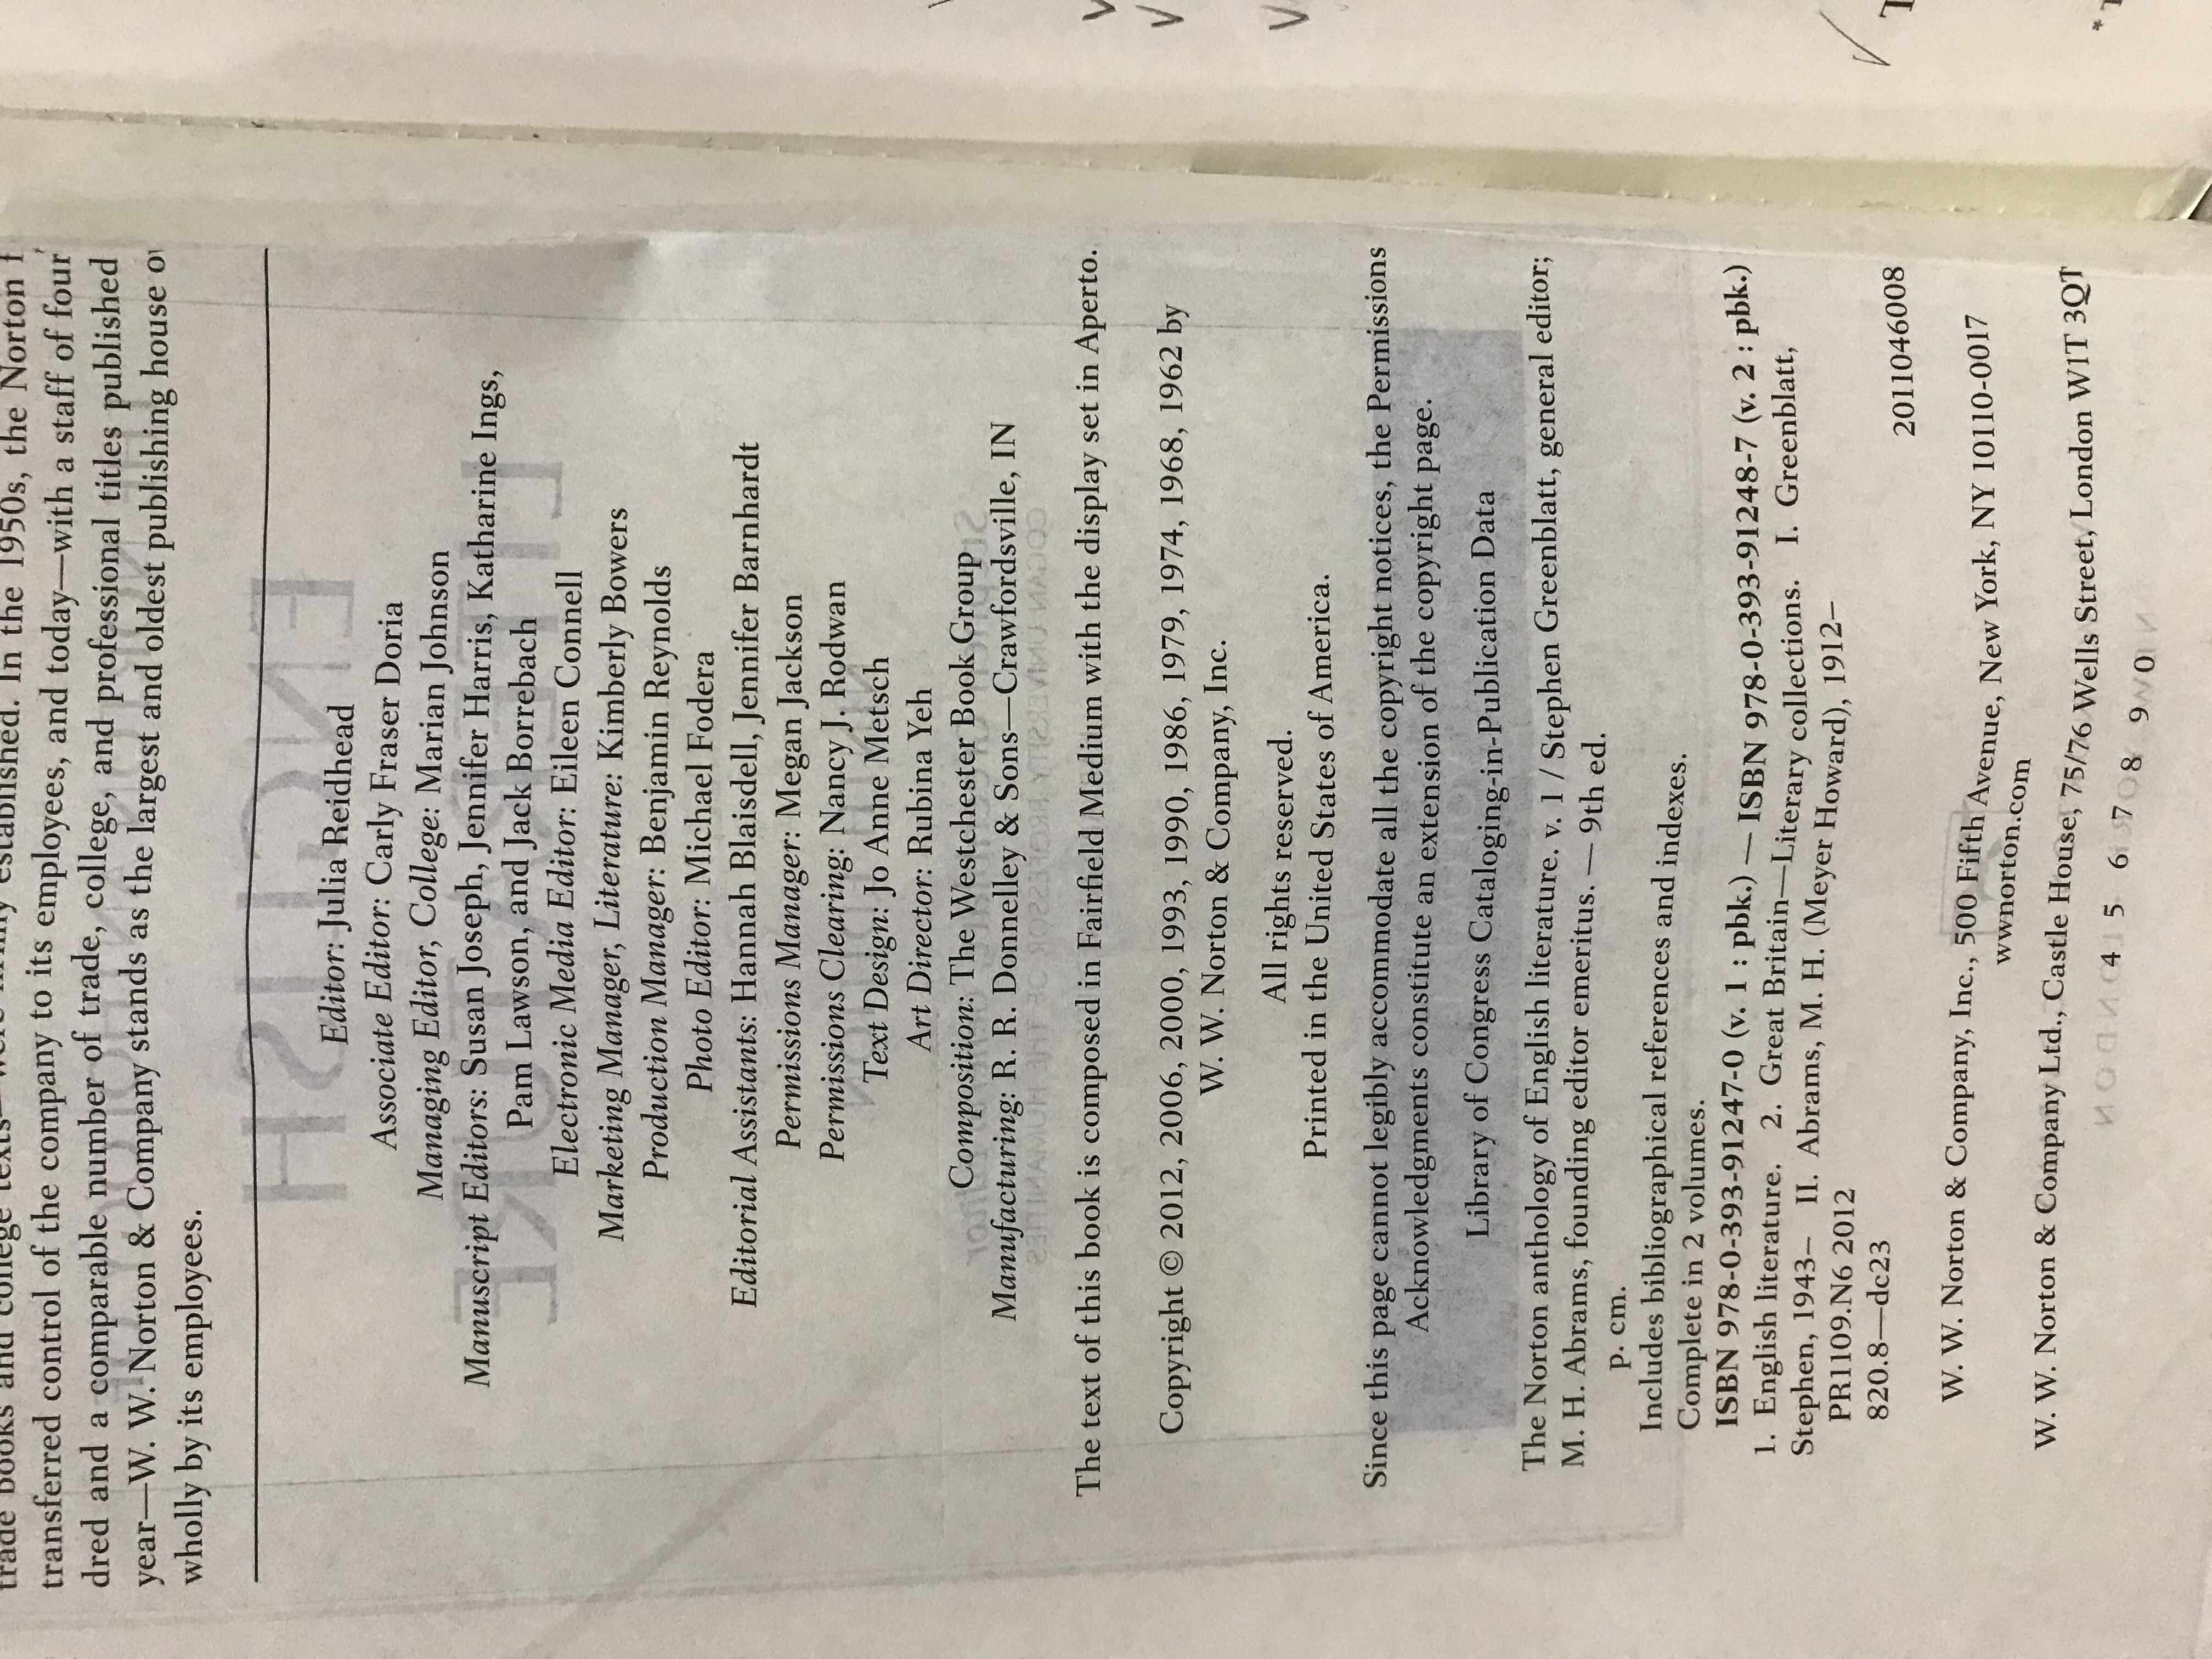 trade books and college texts—were firmly established. In the 1950s, the Norton
transferred control of the company to its employees, and today—with a staff of four
dred and a comparable number of trade, college, and professional titles published
year—W. W. Norton & Company stands as the largest and oldest publishing house
wholly by its employees.
Editor: Julia Reidhead
Associate Editor: Carly Fraser Doria
Managing Editor, College: Marian Johnson
Manuscript Editors: Susan Joseph, Jennifer Harris, Katharine Ings,
Pam Lawson, and Jack Borrebach
Electronic Media Editor: Eileen Connell
Marketing Manager, Literature: Kimberly Bowers
Production Manager: Benjamin Reynolds
Photo Editor: Michael Fodera
Editorial Assistants: Hannah Blaisdell, Jennifer Barnhardt
Permissions Manager: Megan Jackson
Permissions Clearing: Nancy J. Rodwan
Text Design: Jo Anne Metsch
Art Director: Rubina Yeh
Composition: The Westchester Book Group
Manufacturing: R. R. Donnelley & Sons—Crawfordsville, IN
The text of this book is composed in Fairfield Medium with the display set in Aperto.
Copyright © 2012, 2006, 2000, 1993, 1990, 1986, 1979, 1974, 1968, 1962 by
W. W. Norton & Company, Inc.
All rights reserved.
Printed in the United States of America.
Since this page cannot legibly accommodate all the copyright notices, the Permissions
Acknowledgments constitute an extension of the copyright page.
Library of Congress Cataloging-in-Publication Data
The Norton anthology of English literature. v. 1 / Stephen Greenblatt, general editor;
M. H. Abrams, founding editor emeritus. — 9th ed.
p. cm.
Includes bibliographical references and indexes.
Complete in 2 volumes.
ISBN 978-0-393-91247-0 (v. 1 : pbk.) — ISBN 978-0-393-91248-7 (v. 2 : pbk.)
1. English literature. 2. Great Britain—Literary collections. I. Greenblatt,
Stephen, 1943– II. Abrams, M. H. (Meyer Howard), 1912–
PR1109.N6 2012
820.8—dc23
2011046008
W. W. Norton & Company, Inc., 500 Fifth Avenue, New York, NY 10110-0017
wwnorton.com
W. W. Norton & Company Ltd., Castle House, 75/76 Wells Street, London W1T 3QT
4 5 6 7 8 9 0